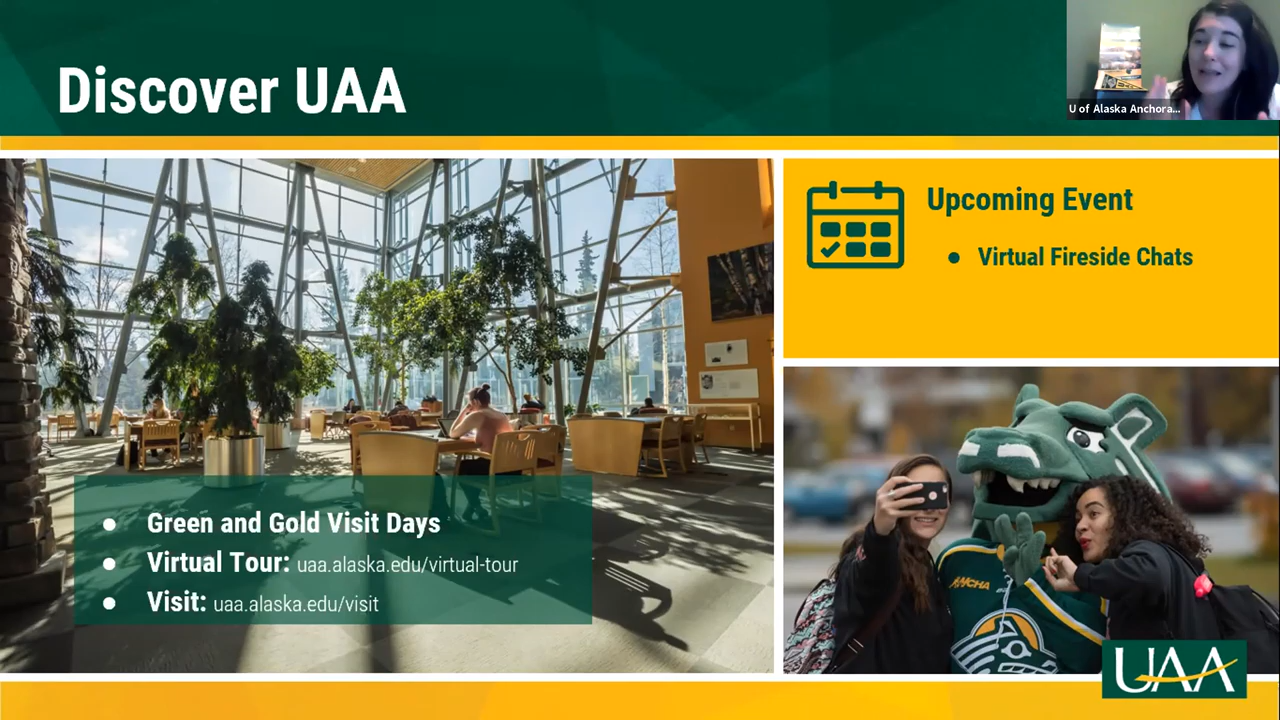 Discover UAA
U of Alaska Anchora...
Upcoming Event
● Virtual Fireside Chats
● Green and Gold Visit Days
● Virtual Tour: uaa.alaska.edu/virtual-tour
● Visit: uaa.alaska.edu/visit
UAA